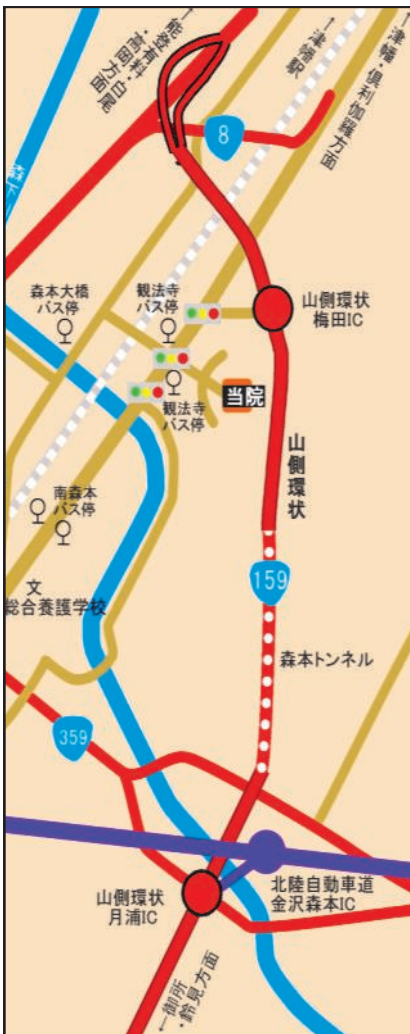 ←能登有料・白尾
・高岡方面
↑津幡駅
↑津幡・倶利伽羅方面
8
森下川
森本大橋
バス停
観法寺
バス停
山側環状
梅田IC
観法寺
バス停
当院
山側環状
南森本
バス停
159
文
総合養護学校
森本トンネル
359
北陸自動車道
金沢森本IC
山側環状
月浦IC
←御所
・鈴見方面